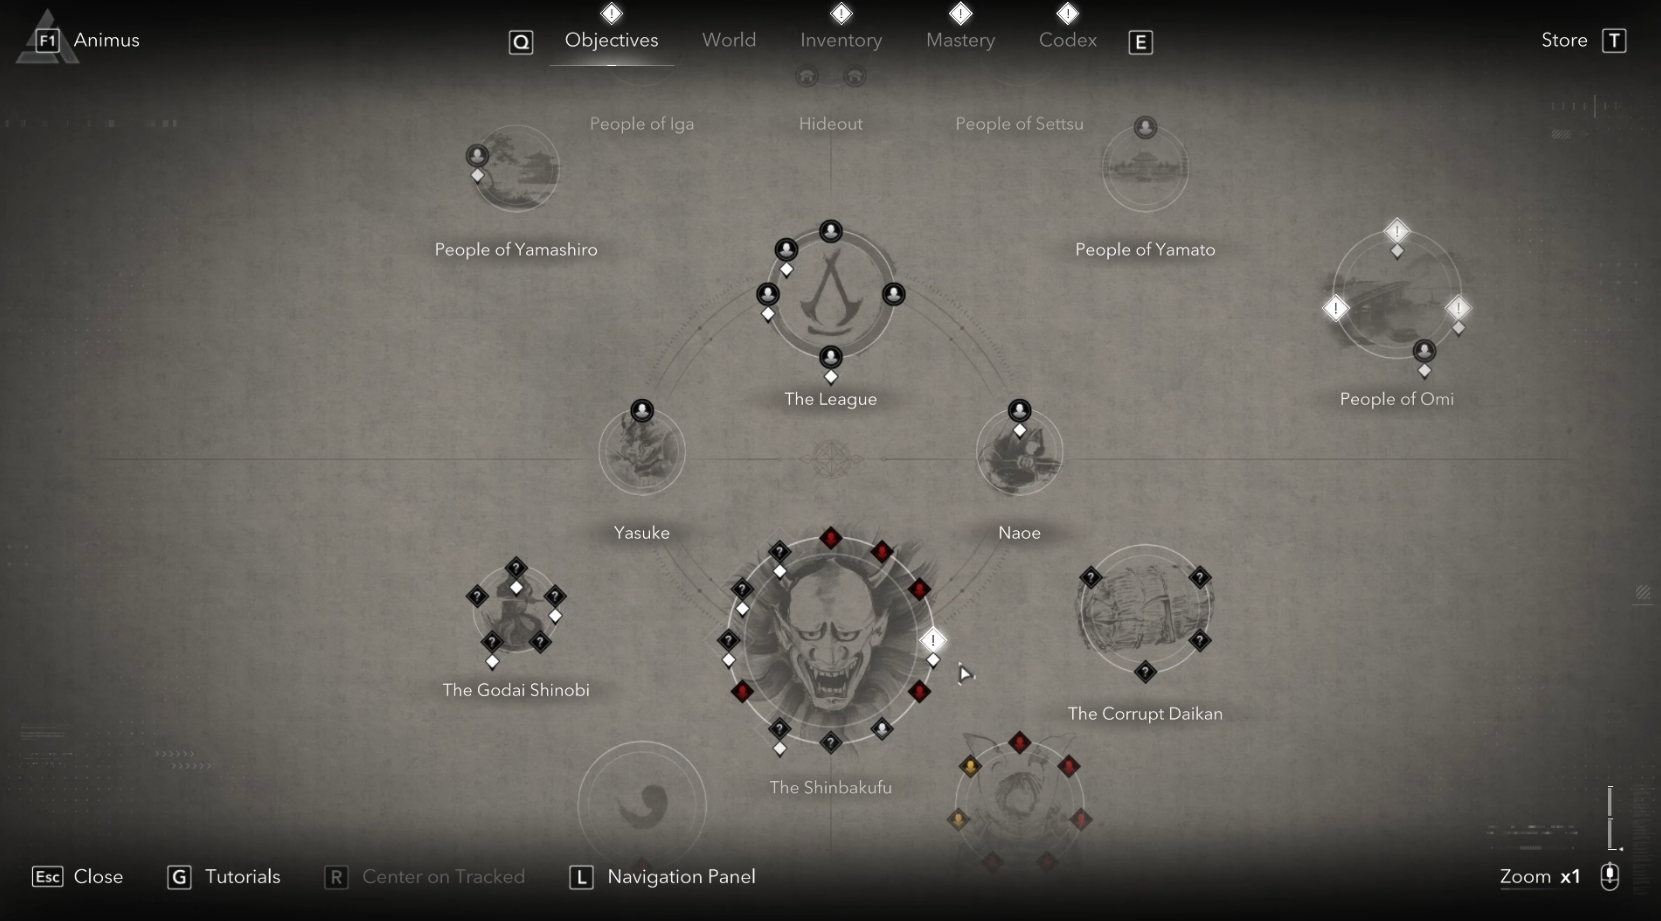 F1 Animus
Q Objectives World Inventory Mastery Codex E
Store T
People of Iga Hideout People of Settsu
People of Yamashiro People of Yamato
The League People of Omi
Yasuke Naoe
The Godai Shinobi The Corrupt Daikan
The Shinbakufu
Esc Close G Tutorials R Center on Tracked L Navigation Panel
Zoom x1